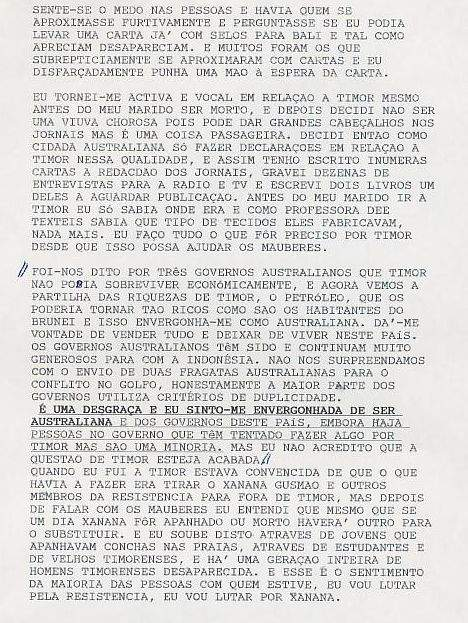 SENTE-SE O MEDO NAS PESSOAS E HAVIA QUEM SE
APROXIMASSE FURTIVAMENTE E PERGUNTASSE SE EU PODIA
LEVAR UMA CARTA JA´ COM SELOS PARA BALI E TAL COMO
APRECIAM DESAPARECIAM. E MUITOS FORAM OS QUE
SUBREPTICIAMENTE SE APROXIMARAM COM CARTAS E EU
DISFARÇADAMENTE PUNHA UMA MAO à ESPERA DA CARTA.
EU TORNEI-ME ACTIVA E VOCAL EM RELAÇAO A TIMOR MESMO
ANTES DO MEU MARIDO SER MORTO, E DEPOIS DECIDI NAO SER
UMA VIUVA CHOROSA POIS PODE DAR GRANDES CABEÇALHOS NOS
JORNAIS MAS É UMA COISA PASSAGEIRA. DECIDI ENTAO COMO
CIDADA AUSTRALIANA SÓ FAZER DECLARAÇOES EM RELAÇAO A
TIMOR NESSA QUALIDADE, E ASSIM TENHO ESCRITO INUMERAS
CARTAS A REDACDAO DOS JORNAIS, GRAVEI DEZENAS DE
ENTREVISTAS PARA A RADIO E TV E ESCREVI DOIS LIVROS UM
DELES A AGUARDAR PUBLICAÇAO. ANTES DO MEU MARIDO IR A
TIMOR EU SÓ SABIA ONDE ERA E COMO PROFESSORA DEE
TEXTEIS SABIA QUE TIPO DE TECIDOS ELES FABRICAVAM,
NADA MAIS. EU FAÇO TUDO O QUE FÔR PRECISO POR TIMOR
DESDE QUE ISSO POSSA AJUDAR OS MAUBERES.
// FOI-NOS DITO POR TRêS GOVERNOS AUSTRALIANOS QUE TIMOR
NAO PODIA SOBREVIVER ECONóMICAMENTE, E AGORA VEMOS A
PARTILHA DAS RIQUEZAS DE TIMOR, O PETRÓLEO, QUE OS
PODERIA TORNAR TAO RICOS COMO SAO OS HABITANTES DO
BRUNEI E ISSO ENVERGONHA-ME COMO AUSTRALIANA. DA´-ME
VONTADE DE VENDER TUDO E DEIXAR DE VIVER NESTE PAíS.
OS GOVERNOS AUSTRALIANOS TêM SIDO E CONTINUAM MUITO
GENEROSOS PARA COM A INDONÉSIA. NAO NOS SURPREENDAMOS
COM O ENVIO DE DUAS FRAGATAS AUSTRALIANAS PARA O
CONFLITO NO GOLFO, HONESTAMENTE A MAIOR PARTE DOS
GOVERNOS UTILIZA CRITÉRIOS DE DUPLICIDADE.
É UMA DESGRAÇA E EU SINTO-ME ENVERGONHADA DE SER
AUSTRALIANA E DOS GOVERNOS DESTE PAíS, EMBORA HAJA
PESSOAS NO GOVERNO QUE TêM TENTADO FAZER ALGO POR
TIMOR MAS SAO UMA MINORIA. MAS EU NAO ACREDITO QUE A
QUESTAO DE TIMOR ESTEJA ACABADA.//
QUANDO EU FUI A TIMOR ESTAVA CONVENCIDA DE QUE O QUE
HAVIA A FAZER ERA TIRAR O XANANA GUSMAO E OUTROS
MEMBROS DA RESISTENCIA PARA FORA DE TIMOR, MAS DEPOIS
DE FALAR COM OS MAUBERES EU ENTENDI QUE MESMO QUE SE
UM DIA XANANA FÔR APANHADO OU MORTO HAVERA´ OUTRO PARA
O SUBSTITUIR. E EU SOUBE DISTO ATRAVES DE JOVENS QUE
APANHAVAM CONCHAS NAS PRAIAS, ATRAVES DE ESTUDANTES E
DE VELHOS TIMORENSES, E HA´ UMA GERAÇAO INTEIRA DE
HOMENS TIMORENSES DESAPARECIDA. E ESSE É O SENTIMENTO
DA MAIORIA DAS PESSOAS COM QUEM ESTIVE, EU VOU LUTAR
PELA RESISTENCIA, EU VOU LUTAR POR XANANA.